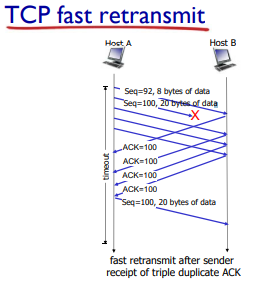 TCP fast retransmit
Host A
Host B
Seq=92, 8 bytes of data
Seq=100, 20 bytes of data
X
ACK=100
ACK=100
ACK=100
ACK=100
timeout
Seq=100, 20 bytes of data
fast retransmit after sender
receipt of triple duplicate ACK